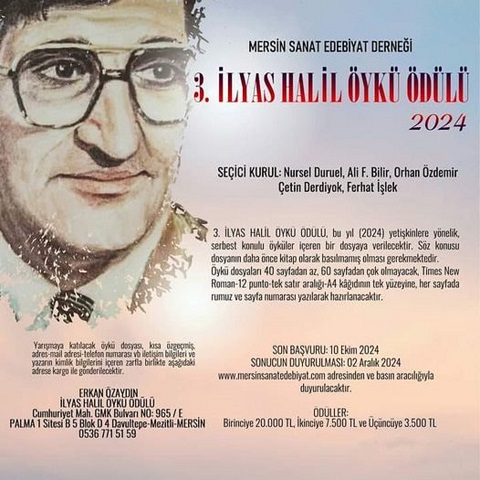 MERSİN SANAT EDEBİYAT DERNEĞİ
3. İLYAS HALİL ÖYKÜ ÖDÜLÜ
2024
SEÇİCİ KURUL: Nursel Duruel, Ali F. Bilir, Orhan Özdemir
Çetin Derdiyok, Ferhat İşlek
3. İLYAS HALİL ÖYKÜ ÖDÜLÜ, bu yıl (2024) yetişkinlere yönelik,
serbest konulu öyküler içeren bir dosyaya verilecektir. Söz konusu
dosyanın daha önce kitap olarak basılmamış olması gerekmektedir.
Öykü dosyaları 40 sayfadan az, 60 sayfadan çok olmayacak, Times New
Roman-12 punto-tek satır aralığı-A4 kâğıdının tek yüzeyine, her sayfada
rumuz ve sayfa numarası yazılarak hazırlanacaktır.
Yarışmaya katılacak öykü dosyası, kısa özgeçmiş,
adres-mail adresi-telefon numarası vb iletişim bilgileri ve
yazarın kimlik bilgilerini içeren zarfla birlikte aşağıdaki
adrese kargo ile gönderilecektir.
ERKAN ÖZAYDIN
İLYAS HALİL ÖYKÜ ÖDÜLÜ
Cumhuriyet Mah. GMK Bulvarı NO: 965 / E
PALMA 1 Sitesi B 5 Blok D 4 Davultepe-Mezitli-MERSİN
0536 771 51 59
SON BAŞVURU: 10 Ekim 2024
SONUCUN DUYURULMASI: 02 Aralık 2024
www.mersinsanatedebiyat.com adresinden ve basın aracılığıyla
duyurulacaktır.
ÖDÜLLER:
Birinciye 20.000 TL, İkinciye 7.500 TL ve Üçüncüye 3.500 TL